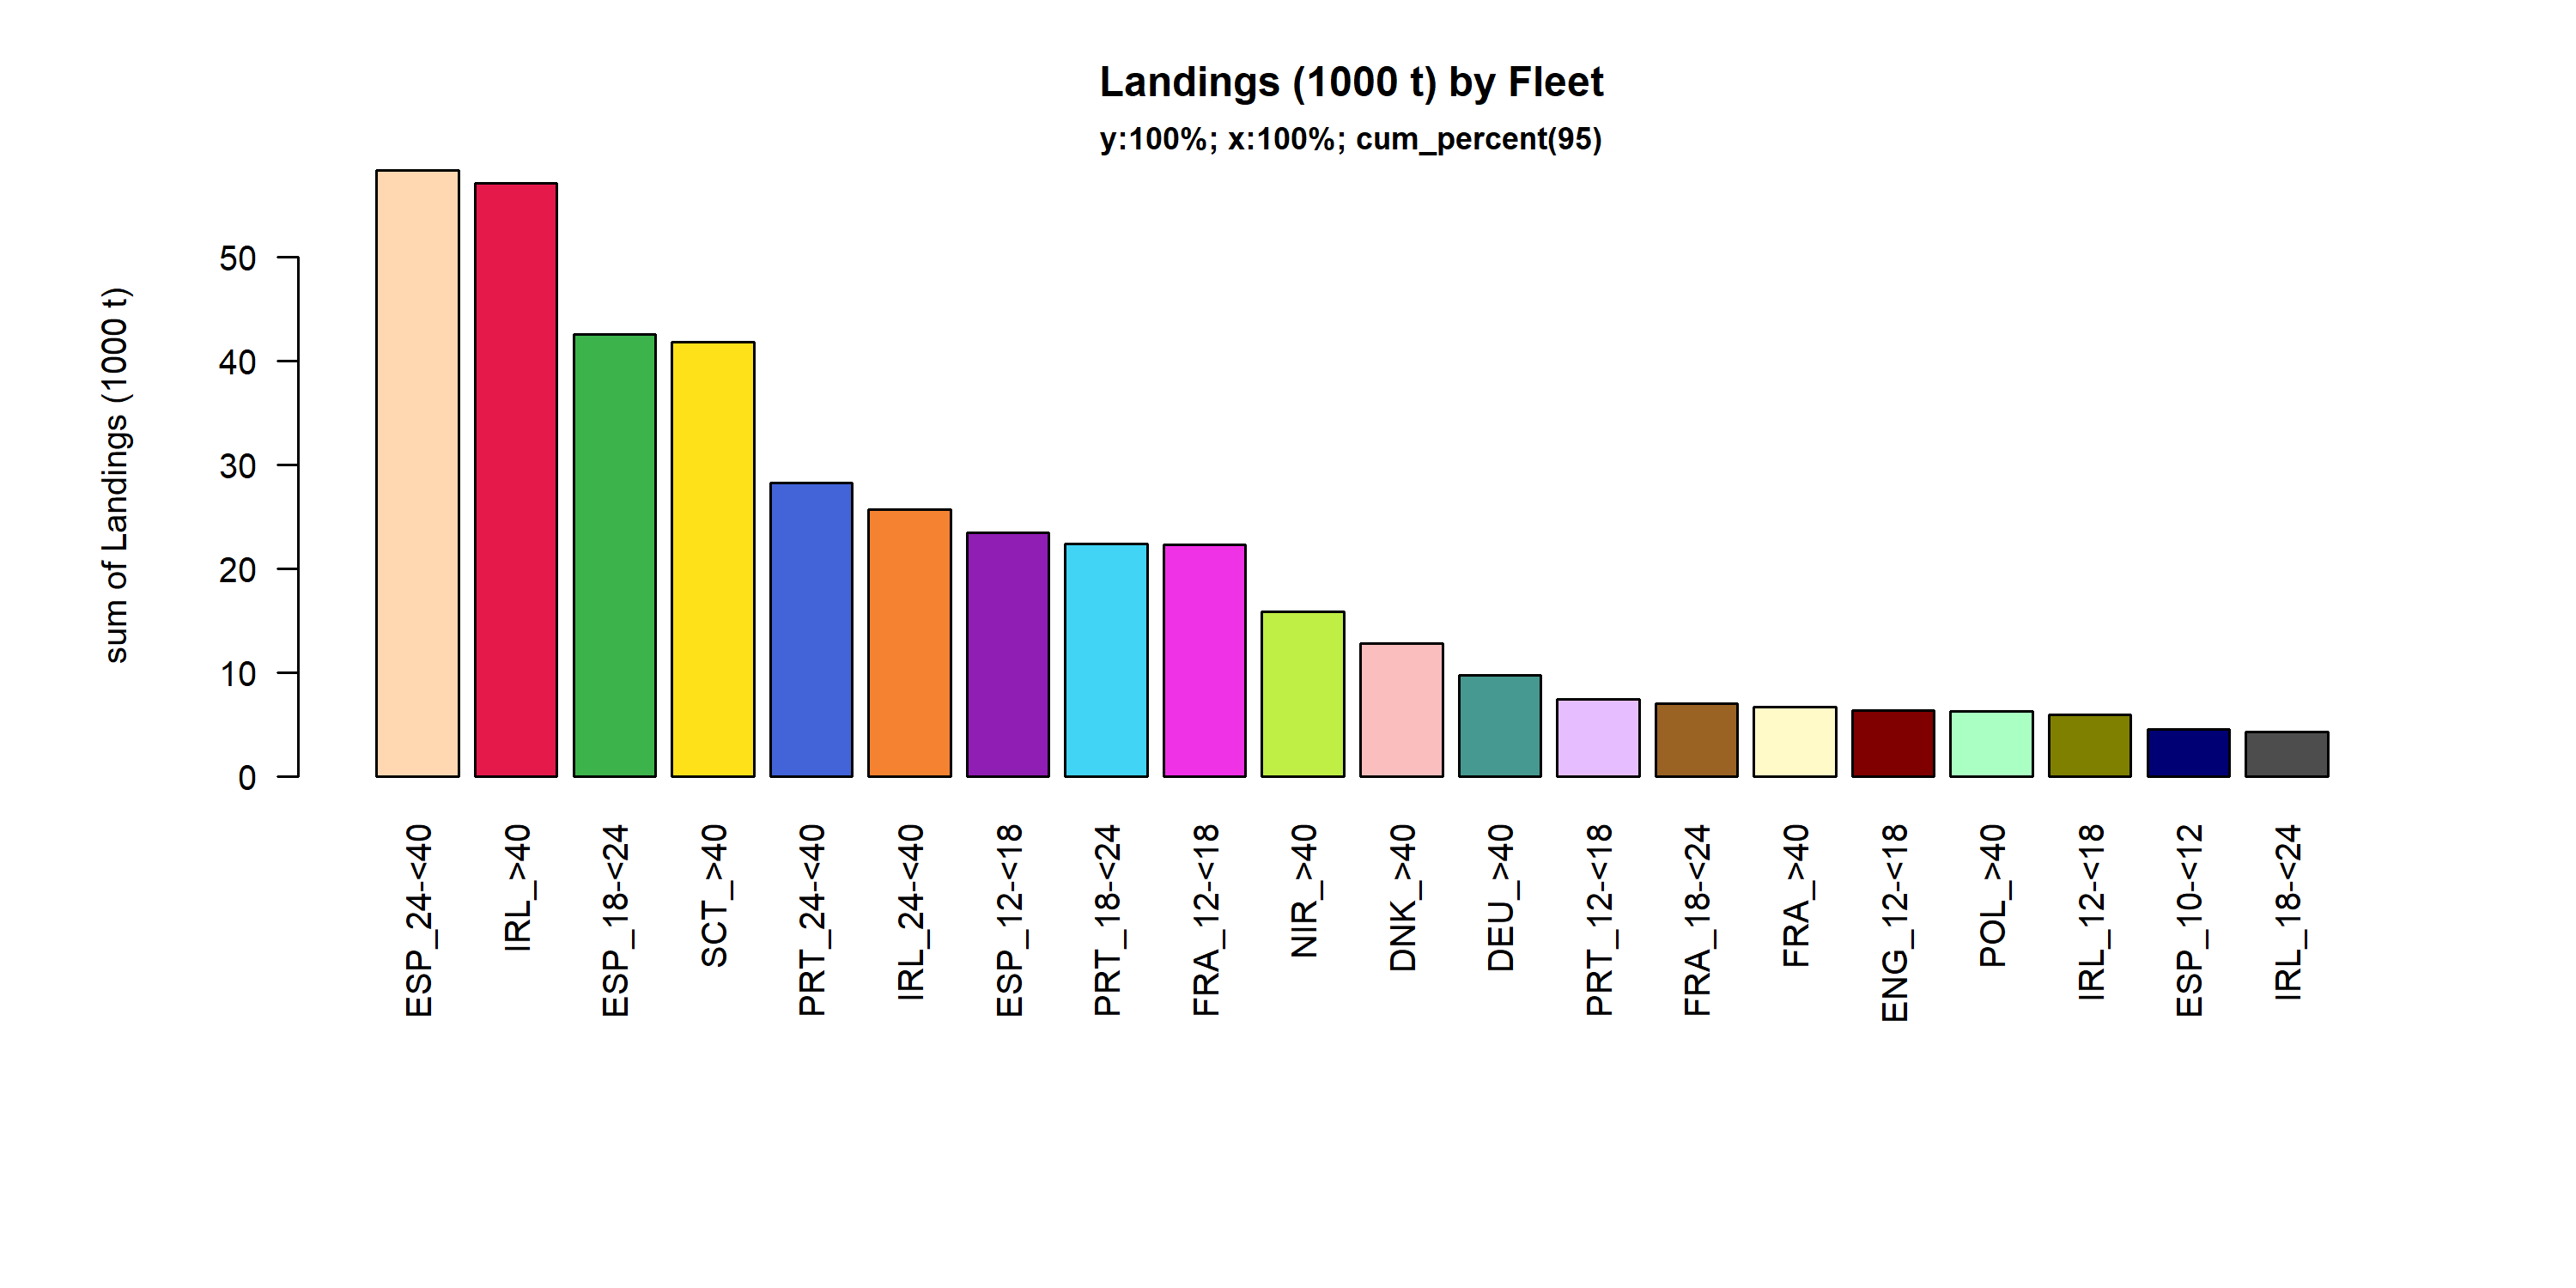 Landings (1000 t) by Fleet
y:100%; x:100%; cum_percent(95)
sum of Landings (1000 t)
50
40
30
20
10
0
ESP_24-<40
IRL_>40
ESP_18-<24
SCT_>40
PRT_24-<40
IRL_24-<40
ESP_12-<18
PRT_18-<24
FRA_12-<18
NIR_>40
DNK_>40
DEU_>40
PRT_12-<18
FRA_18-<24
FRA_>40
ENG_12-<18
POL_>40
IRL_12-<18
ESP_10-<12
IRL_18-<24